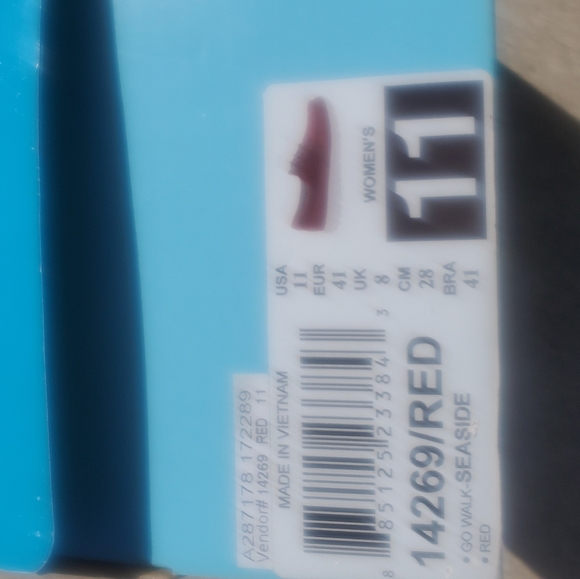 A287178 172289
Vendor# 14269 RED 11
MADE IN VIETNAM
8 85125 23384 3
14269/RED
• GO WALK-SEASIDE
• RED
USA 11
EUR 41
UK 8
CM 28
BRA 41
WOMEN'S
11